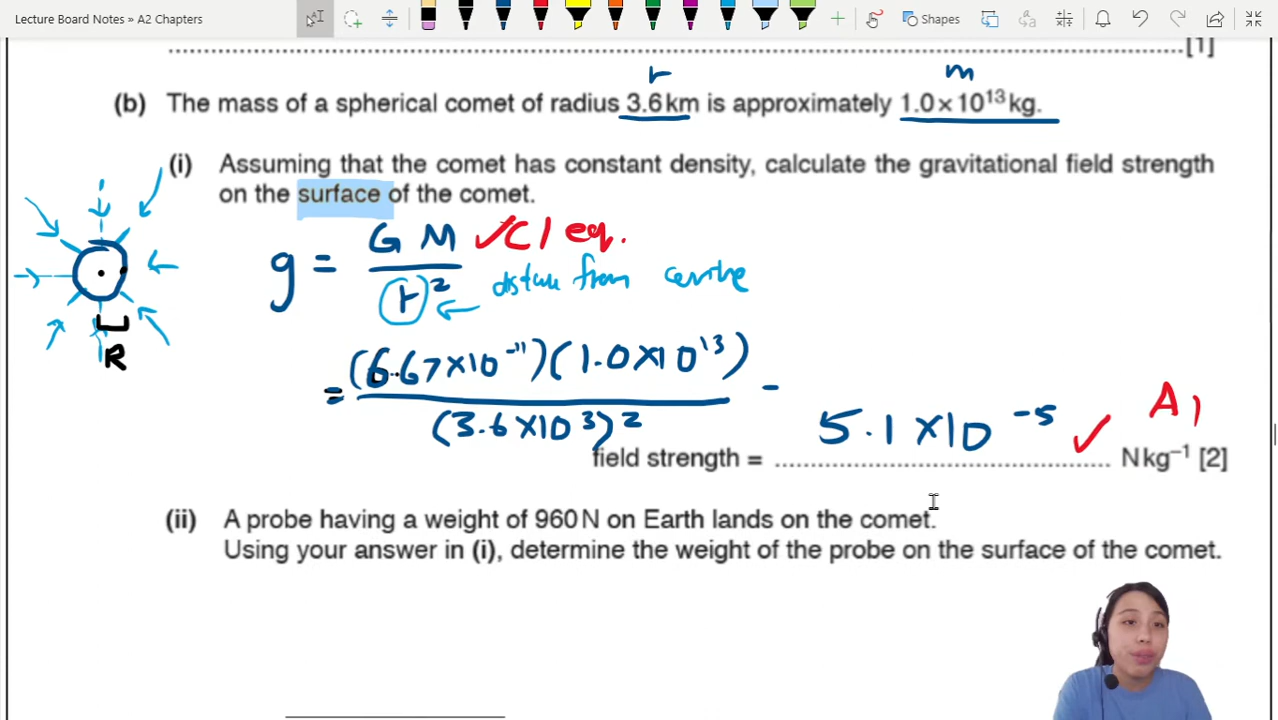 Lecture Board Notes » A2 Chapters
Shapes
[1]
r
m
(b) The mass of a spherical comet of radius 3.6 km is approximately 1.0 × 10¹³ kg.
(i) Assuming that the comet has constant density, calculate the gravitational field strength
on the surface of the comet.
g = GM / r² ✓ C1 eq.
distance from centre
R
= (6.67×10⁻¹¹)(1.0×10¹³) / (3.6×10³)² =
5.1×10⁻⁵ ✓ A1
field strength = ................ N kg⁻¹ [2]
(ii) A probe having a weight of 960 N on Earth lands on the comet.
Using your answer in (i), determine the weight of the probe on the surface of the comet.